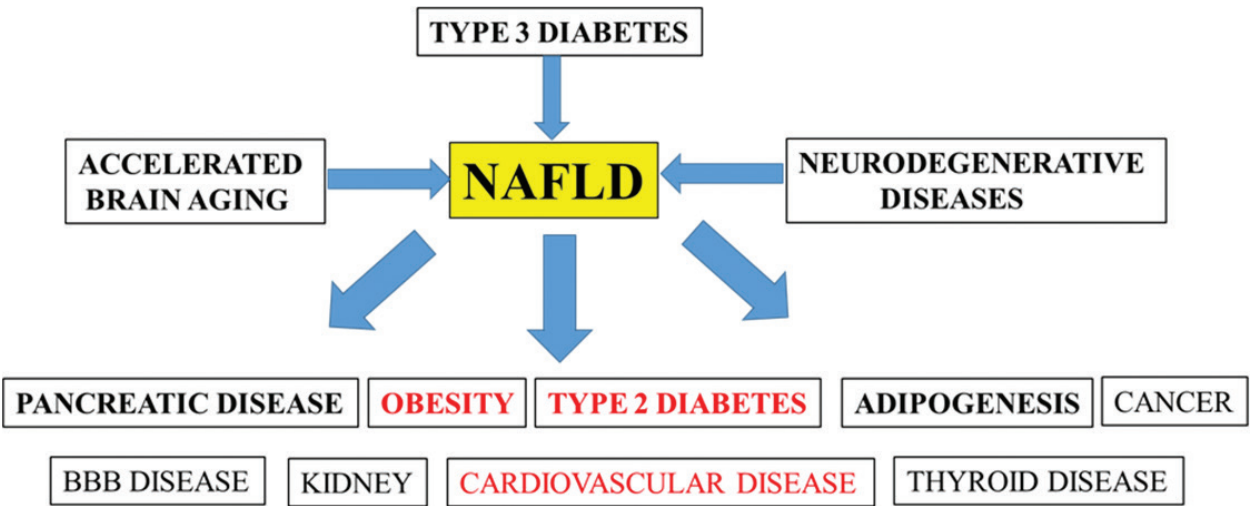 TYPE 3 DIABETES
ACCELERATED
BRAIN AGING
NAFLD
NEURODEGENERATIVE
DISEASES
PANCREATIC DISEASE
OBESITY
TYPE 2 DIABETES
ADIPOGENESIS
CANCER
BBB DISEASE
KIDNEY
CARDIOVASCULAR DISEASE
THYROID DISEASE